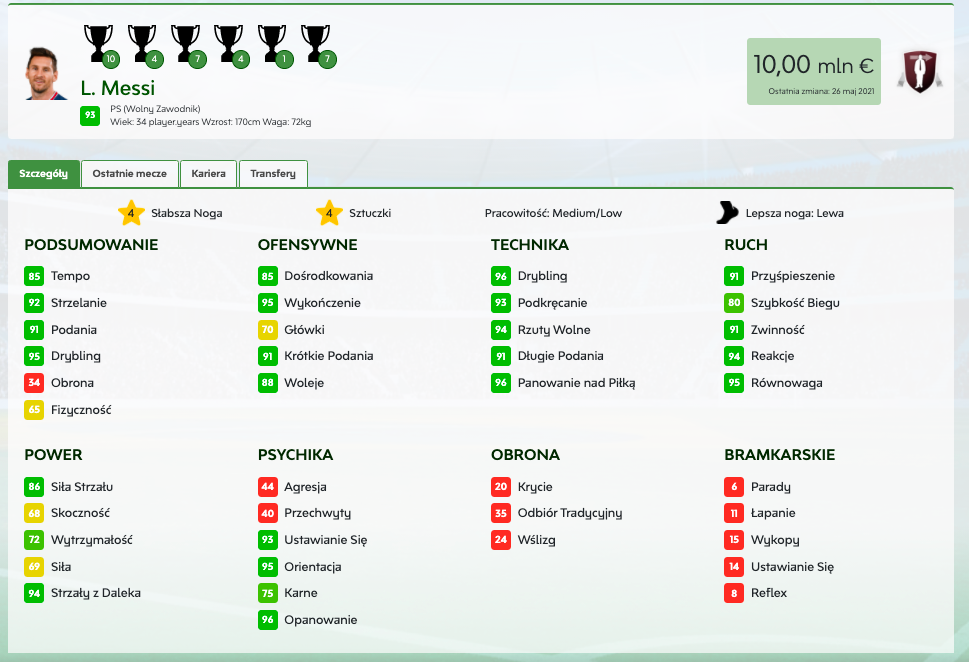 10 4 7 4 1 7
L. Messi
93
PS (Wolny Zawodnik)
Wiek: 34 player.years Wzrost: 170cm Waga: 72kg
10,00 mln €
Ostatnia zmiana: 26 maj 2021
Szczegóły Ostatnie mecze Kariera Transfery
4 Słabsza Noga
4 Sztuczki
Pracowitość: Medium/Low
Lepsza noga: Lewa
PODSUMOWANIE
85 Tempo
92 Strzelanie
91 Podania
95 Drybling
34 Obrona
65 Fizyczność
OFENSYWNE
85 Dośrodkowania
95 Wykończenie
70 Główki
91 Krótkie Podania
88 Woleje
TECHNIKA
96 Drybling
93 Podkręcanie
94 Rzuty Wolne
91 Długie Podania
96 Panowanie nad Piłką
RUCH
91 Przyśpieszenie
80 Szybkość Biegu
91 Zwinność
94 Reakcje
95 Równowaga
POWER
86 Siła Strzału
68 Skoczność
72 Wytrzymałość
69 Siła
94 Strzały z Daleka
PSYCHIKA
44 Agresja
40 Przechwyty
93 Ustawianie Się
95 Orientacja
75 Karne
96 Opanowanie
OBRONA
20 Krycie
35 Odbiór Tradycyjny
24 Wślizg
BRAMKARSKIE
6 Parady
11 Łapanie
15 Wykopy
14 Ustawianie Się
8 Reflex